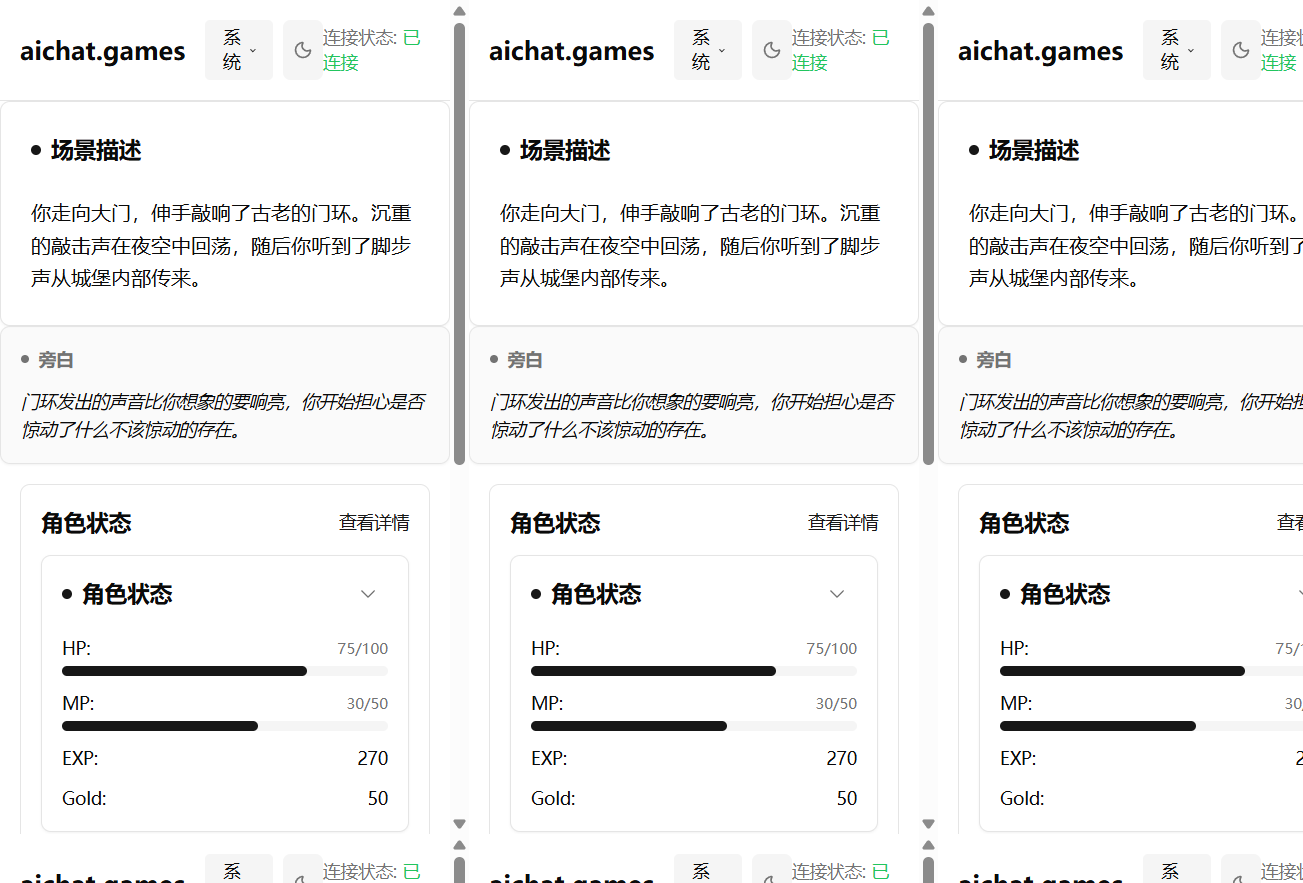 aichat.games
系
统
连接状态: 已
连接
场景描述
你走向大门，伸手敲响了古老的门环。沉重
的敲击声在夜空中回荡，随后你听到了脚步
声从城堡内部传来。
旁白
门环发出的声音比你想象的要响亮，你开始担心是否
惊动了什么不该惊动的存在。
角色状态 查看详情
角色状态
HP: 75/100
MP: 30/50
EXP: 270
Gold: 50
aichat.games
系
统
连接状态: 已
连接
场景描述
你走向大门，伸手敲响了古老的门环。沉重
的敲击声在夜空中回荡，随后你听到了脚步
声从城堡内部传来。
旁白
门环发出的声音比你想象的要响亮，你开始担心是否
惊动了什么不该惊动的存在。
角色状态 查看详情
角色状态
HP: 75/100
MP: 30/50
EXP: 270
Gold: 50
aichat.games
系
统
连接
连接
场景描述
你走向大门，伸手敲响了古老的门环。
的敲击声在夜空中回荡，随后你听到了
声从城堡内部传来。
旁白
门环发出的声音比你想象的要响亮，你开始
惊动了什么不该惊动的存在。
角色状态 查
角色状态
HP: 75/1
MP: 30/
EXP: 2
Gold:
aichat.games
系
连接状态: 已
aichat.games
系
连接状态: 已
aichat.games
系
连接